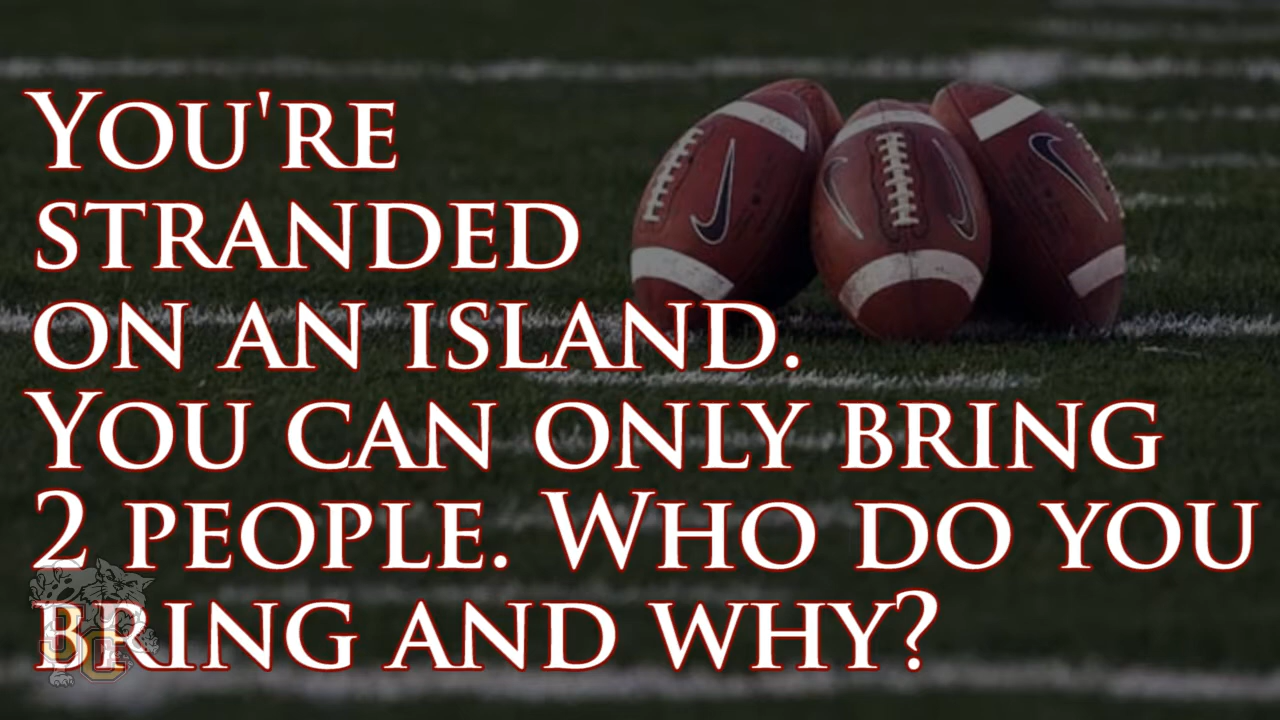 You're
stranded
on an island.
You can only bring
2 people. Who do you
bring and why?